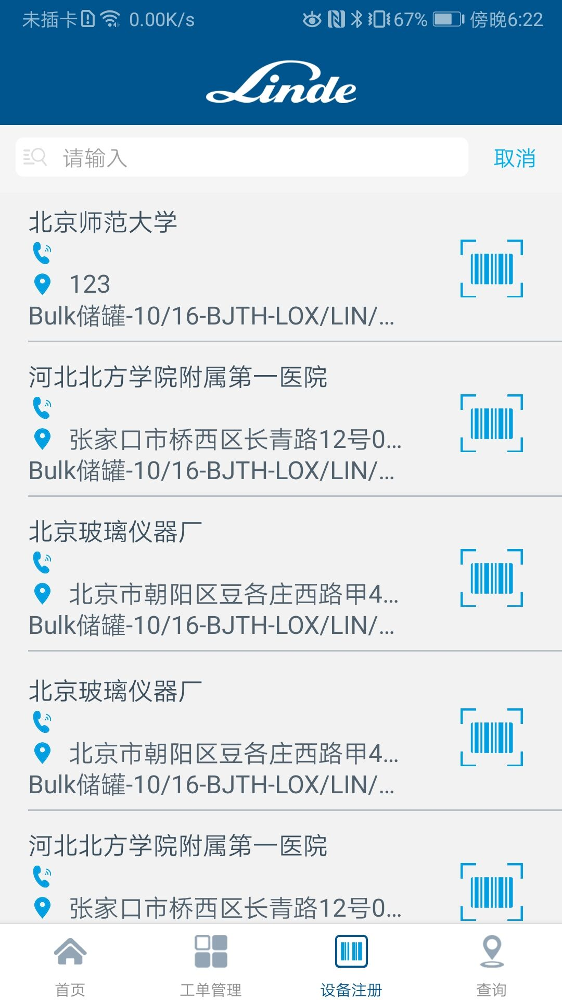 未插卡 0.00K/s 67% 傍晚6:22
Linde
请输入 取消
北京师范大学
123
Bulk储罐-10/16-BJTH-LOX/LIN/...
河北北方学院附属第一医院
张家口市桥西区长青路12号0...
Bulk储罐-10/16-BJTH-LOX/LIN/...
北京玻璃仪器厂
北京市朝阳区豆各庄西路甲4...
Bulk储罐-10/16-BJTH-LOX/LIN/...
北京玻璃仪器厂
北京市朝阳区豆各庄西路甲4...
Bulk储罐-10/16-BJTH-LOX/LIN/...
河北北方学院附属第一医院
张家口市桥西区长青路12号0...
首页 工单管理 设备注册 查询